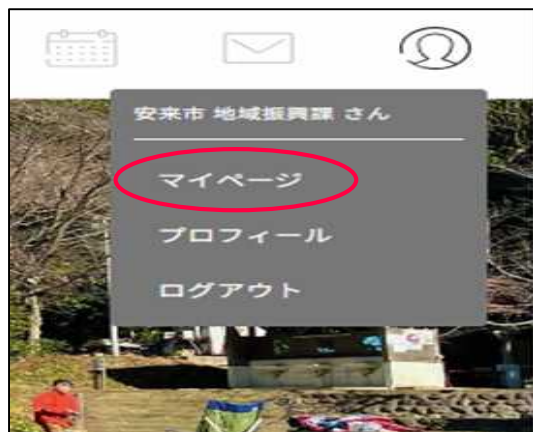 安来市 地域振興課 さん
マイページ
プロフィール
ログアウト